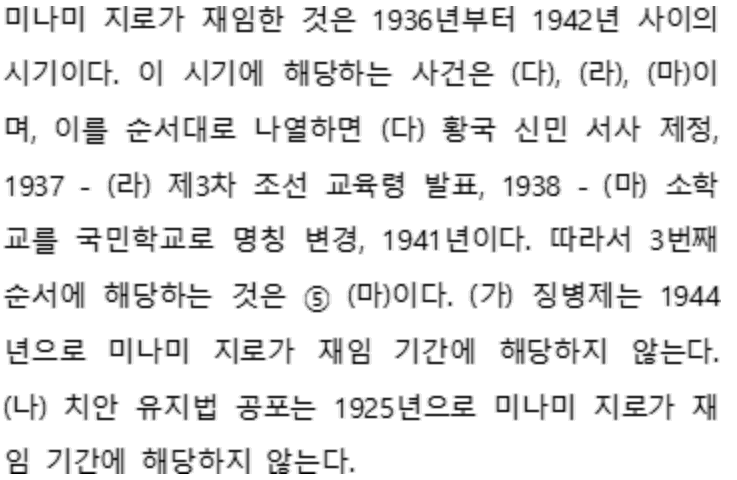 미나미 지로가 재임한 것은 1936년부터 1942년 사이의
시기이다. 이 시기에 해당하는 사건은 (다), (라), (마)이
며, 이를 순서대로 나열하면 (다) 황국 신민 서사 제정,
1937 - (라) 제3차 조선 교육령 발표, 1938 - (마) 소학
교를 국민학교로 명칭 변경, 1941년이다. 따라서 3번째
순서에 해당하는 것은 ⑤ (마)이다. (가) 징병제는 1944
년으로 미나미 지로가 재임 기간에 해당하지 않는다.
(나) 치안 유지법 공포는 1925년으로 미나미 지로가 재
임 기간에 해당하지 않는다.